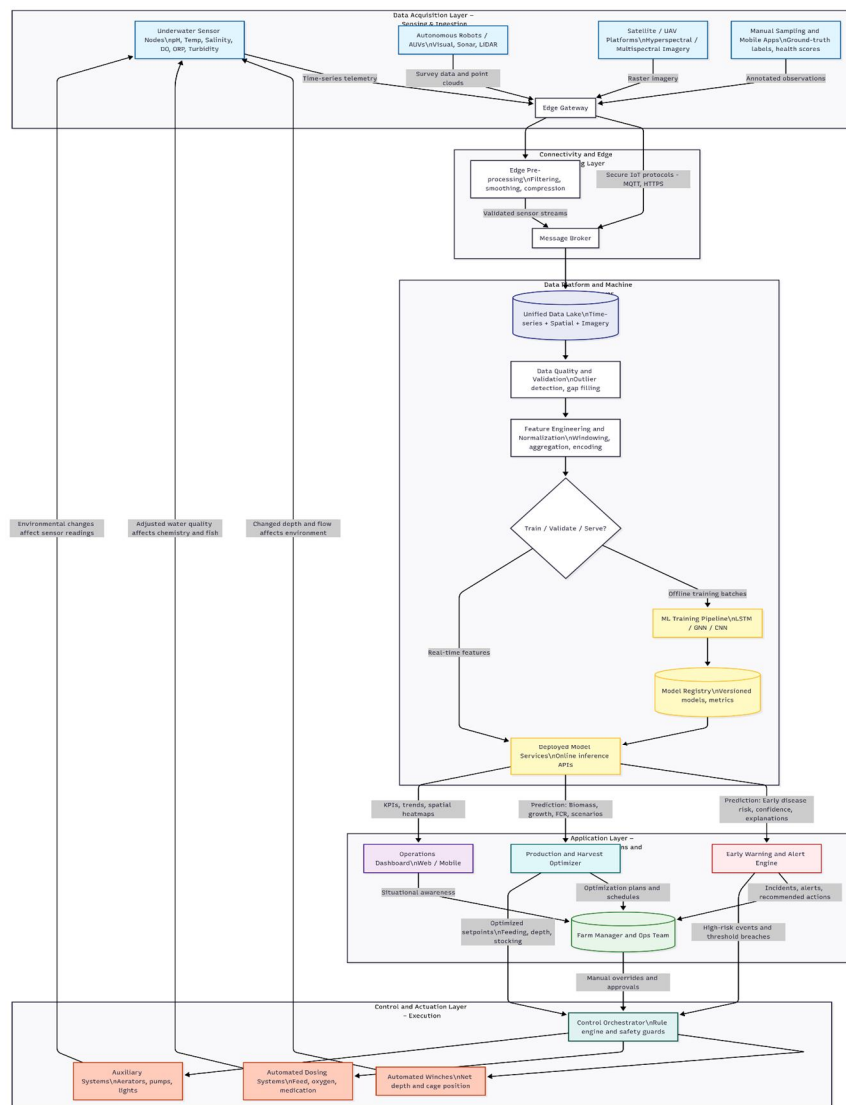 Data Acquisition Layer –
Sensing & Ingestion
Underwater Sensor
Nodes\npH, Temp, Salinity,
DO, ORP, Turbidity
Autonomous Robots /
AUVs\nVisual, Sonar, LiDAR
Satellite / UAV
Platforms\nHyperspectral /
Multispectral Imagery
Manual Sampling and
Mobile Apps\nGround-truth
labels, health scores
Time-series telemetry
Survey data and point
clouds
Raster imagery
Annotated observations
Edge Gateway
Connectivity and Edge
Layer
Edge Pre-
processing\nFiltering,
smoothing, compression
Secure IoT protocols -
MQTT, HTTPS
Validated sensor streams
Message Broker
Data Platform and Machine
Unified Data Lake\nTime-
series + Spatial + Imagery
Data Quality and
Validation\nOutlier
detection, gap filling
Feature Engineering and
Normalization\nWindowing,
aggregation, encoding
Environmental changes
affect sensor readings
Adjusted water quality
affects chemistry and fish
Changed depth and flow
affects environment
Train / Validate / Serve?
Offline training batches
ML Training Pipeline\nLSTM
/ GNN / CNN
Real-time features
Model Registry\nVersioned
models, metrics
Deployed Model
Services\nOnline inference
APIs
KPIs, trends, spatial
heatmaps
Prediction: Biomass,
growth, FCR, scenarios
Prediction: Early disease
risk, confidence,
explanations
Application Layer –
and
Operations
Dashboard\nWeb / Mobile
Production and Harvest
Optimizer
Early Warning and Alert
Engine
Situational awareness
Optimization plans and
schedules
Incidents, alerts,
recommended actions
Optimized
setpoints\nFeeding, depth,
stocking
Farm Manager and Ops Team
High-risk events and
threshold breaches
Manual overrides and
approvals
Control and Actuation Layer
– Execution
Control Orchestrator\nRule
engine and safety guards
Auxiliary
Systems\nAerators, pumps,
lights
Automated Dosing
Systems\nFeed, oxygen,
medication
Automated Winches\nNet
depth and cage position